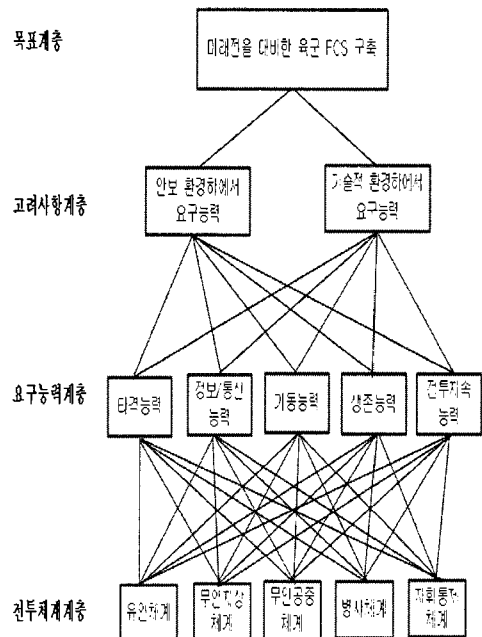 목표계층
미래전을 대비한 육군 FCS 구축
고려사항계층
안보 환경하에서
요구능력
기술적 환경하에서
요구능력
요구능력계층
타격능력
정보/통신
능력
기동능력
생존능력
전투지속
능력
전투체계계층
유인체계
무인지상
체계
무인공중
체계
병사체계
지휘통제
체계